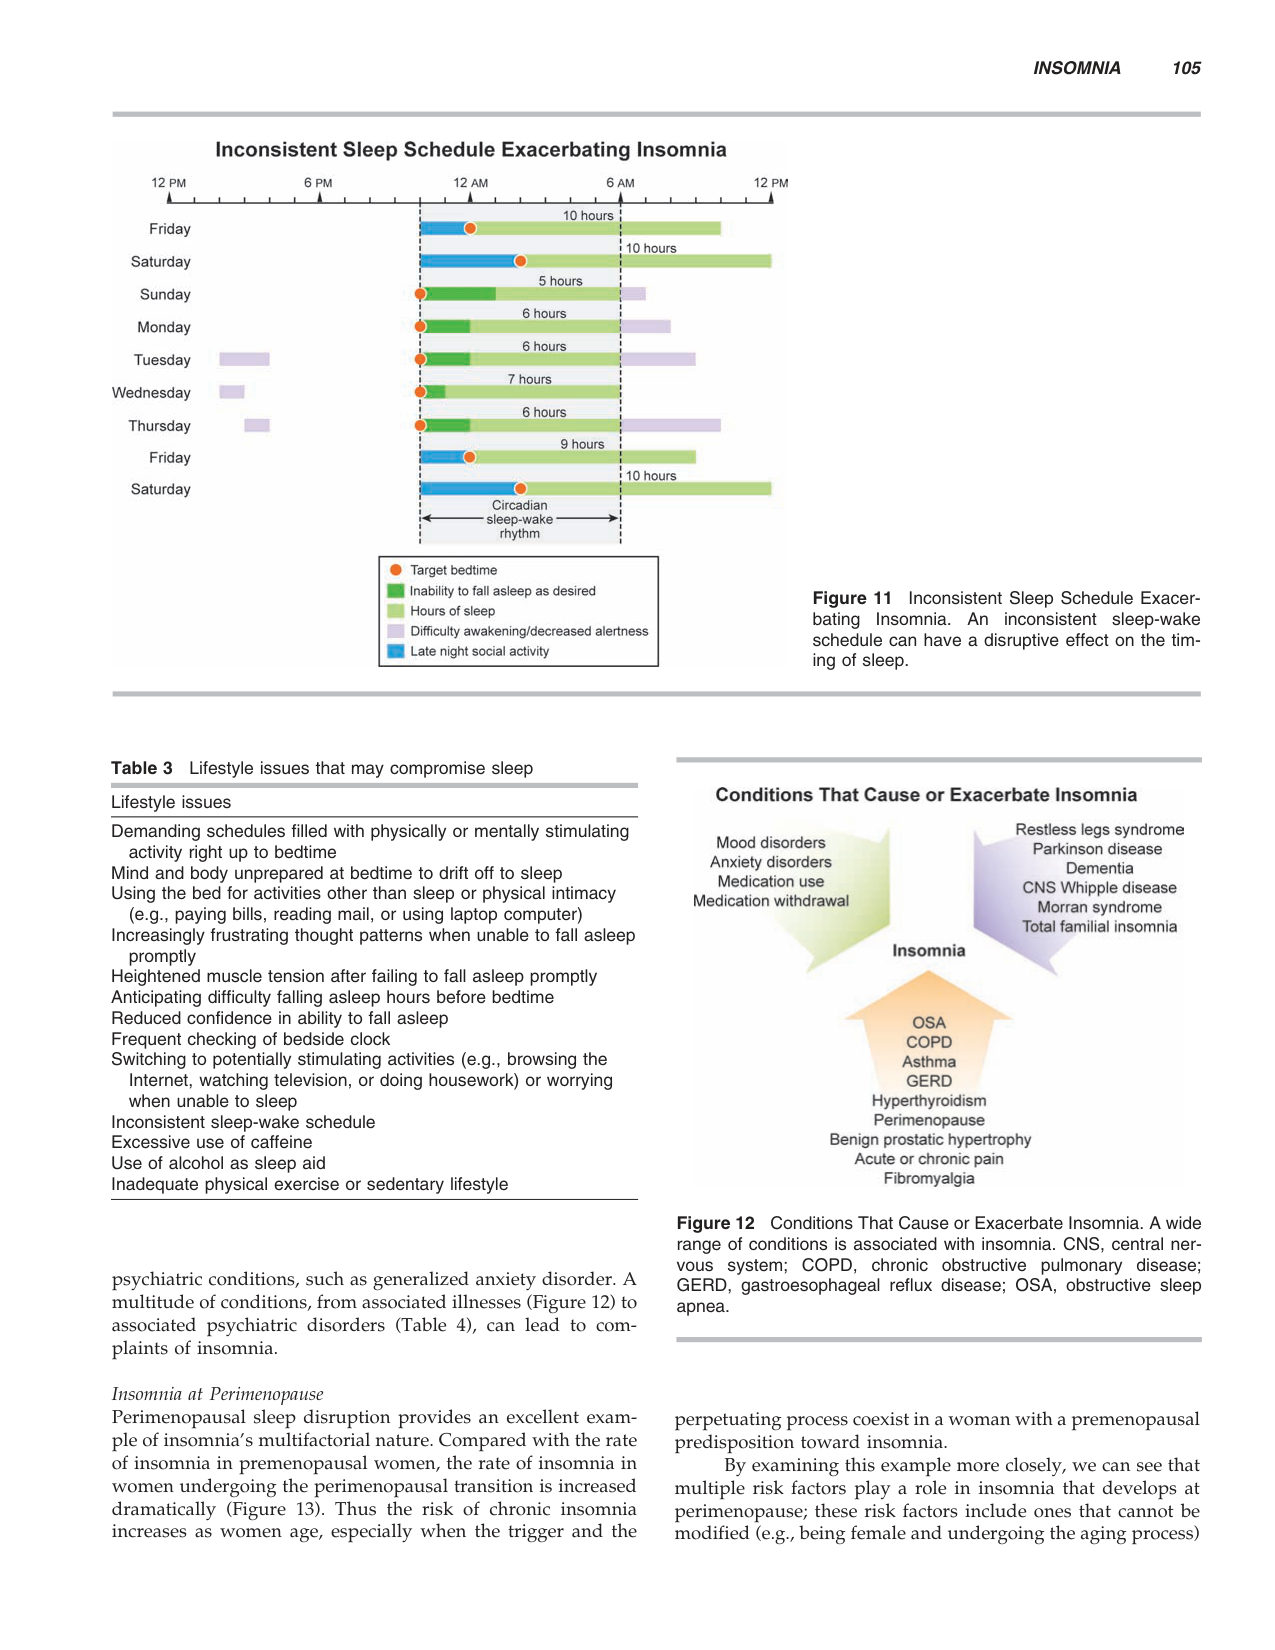 INSOMNIA 105
Inconsistent Sleep Schedule Exacerbating Insomnia
12 PM 6 PM 12 AM 6 AM 12 PM
Friday 10 hours
Saturday 10 hours
Sunday 5 hours
Monday 6 hours
Tuesday 6 hours
Wednesday 7 hours
Thursday 6 hours
Friday 9 hours
Saturday 10 hours
Circadian
sleep-wake
rhythm
Target bedtime
Inability to fall asleep as desired
Hours of sleep
Difficulty awakening/decreased alertness
Late night social activity
Figure 11 Inconsistent Sleep Schedule Exacer-
bating Insomnia. An inconsistent sleep-wake
schedule can have a disruptive effect on the tim-
ing of sleep.
Table 3 Lifestyle issues that may compromise sleep
Lifestyle issues
Demanding schedules filled with physically or mentally stimulating
activity right up to bedtime
Mind and body unprepared at bedtime to drift off to sleep
Using the bed for activities other than sleep or physical intimacy
(e.g., paying bills, reading mail, or using laptop computer)
Increasingly frustrating thought patterns when unable to fall asleep
promptly
Heightened muscle tension after failing to fall asleep promptly
Anticipating difficulty falling asleep hours before bedtime
Reduced confidence in ability to fall asleep
Frequent checking of bedside clock
Switching to potentially stimulating activities (e.g., browsing the
Internet, watching television, or doing housework) or worrying
when unable to sleep
Inconsistent sleep-wake schedule
Excessive use of caffeine
Use of alcohol as sleep aid
Inadequate physical exercise or sedentary lifestyle
psychiatric conditions, such as generalized anxiety disorder. A
multitude of conditions, from associated illnesses (Figure 12) to
associated psychiatric disorders (Table 4), can lead to com-
plaints of insomnia.
Insomnia at Perimenopause
Perimenopausal sleep disruption provides an excellent exam-
ple of insomnia's multifactorial nature. Compared with the rate
of insomnia in premenopausal women, the rate of insomnia in
women undergoing the perimenopausal transition is increased
dramatically (Figure 13). Thus the risk of chronic insomnia
increases as women age, especially when the trigger and the
Conditions That Cause or Exacerbate Insomnia
Mood disorders
Anxiety disorders
Medication use
Medication withdrawal
Restless legs syndrome
Parkinson disease
Dementia
CNS Whipple disease
Morran syndrome
Total familial insomnia
Insomnia
OSA
COPD
Asthma
GERD
Hyperthyroidism
Perimenopause
Benign prostatic hypertrophy
Acute or chronic pain
Fibromyalgia
Figure 12 Conditions That Cause or Exacerbate Insomnia. A wide
range of conditions is associated with insomnia. CNS, central ner-
vous system; COPD, chronic obstructive pulmonary disease;
GERD, gastroesophageal reflux disease; OSA, obstructive sleep
apnea.
perpetuating process coexist in a woman with a premenopausal
predisposition toward insomnia.
By examining this example more closely, we can see that
multiple risk factors play a role in insomnia that develops at
perimenopause; these risk factors include ones that cannot be
modified (e.g., being female and undergoing the aging process)